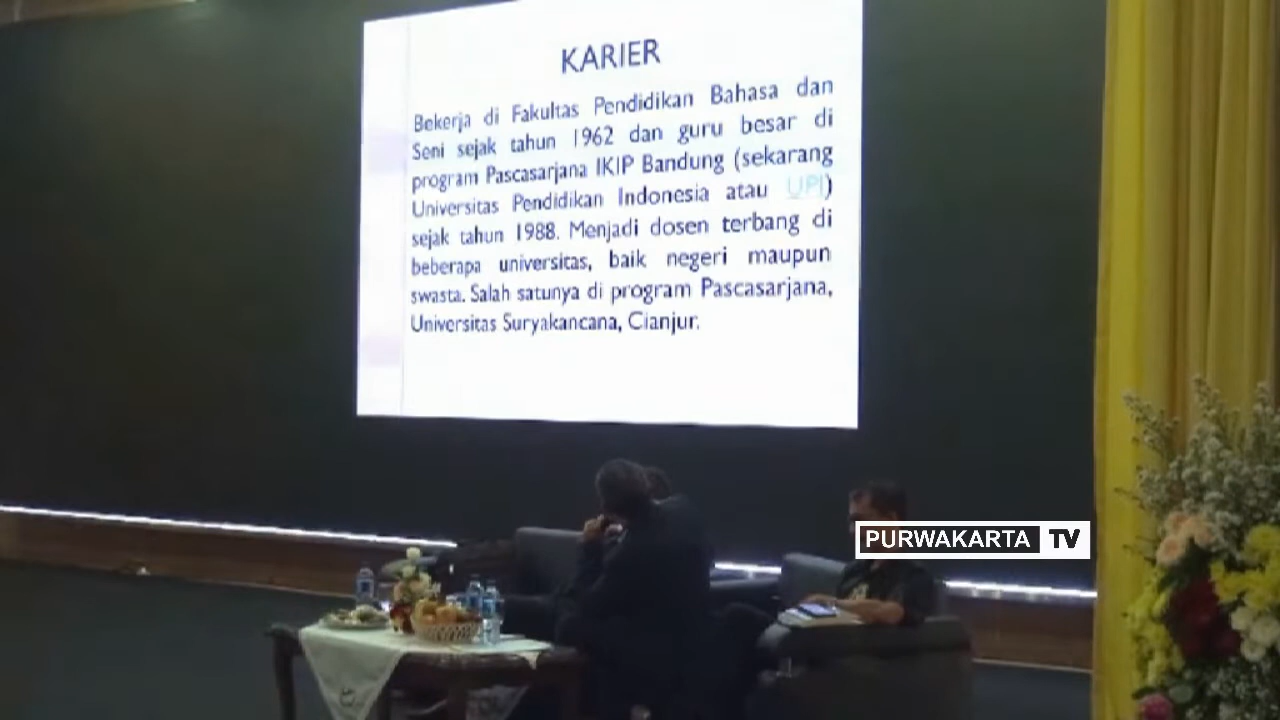 KARIER
Bekerja di Fakultas Pendidikan Bahasa dan
Seni sejak tahun 1962 dan guru besar di
program Pascasarjana IKIP Bandung (sekarang
Universitas Pendidikan Indonesia atau UPI)
sejak tahun 1988. Menjadi dosen terbang di
beberapa universitas, baik negeri maupun
swasta. Salah satunya di program Pascasarjana,
Universitas Suryakancana, Cianjur.
PURWAKARTA TV